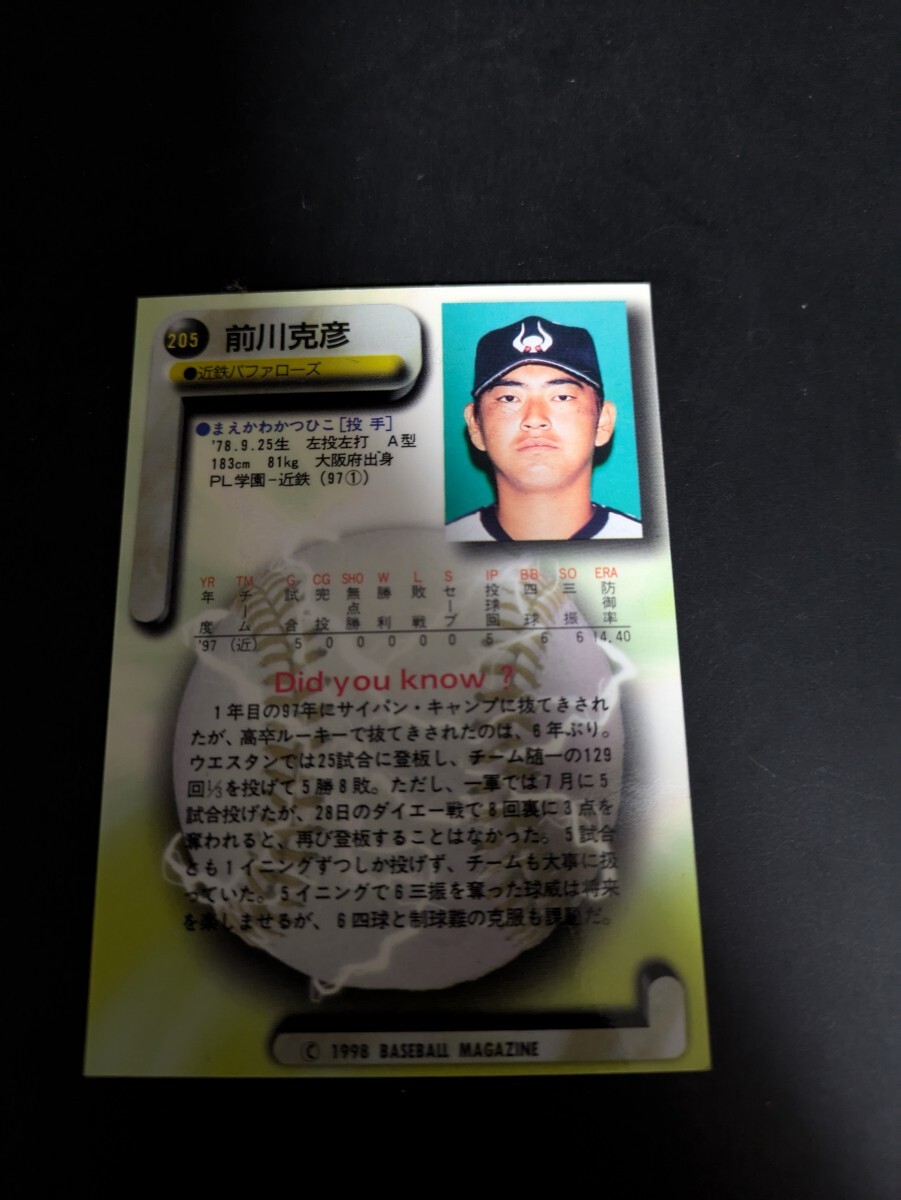 205 前川克彦
●近鉄バファローズ
●まえかわかつひこ[投 手]
'78.9.25生 左投左打 A型
183cm 81kg 大阪府出身
PL学園-近鉄(97①)
YR TM G CG SHO W L S IP BB SO ERA
年度 チーム 試合 完投 無点勝 勝利 敗戦 セーブ 投球回 四球 三振 防御率
'97 (近) 5 0 0 0 0 0 5 6 6 14.40
Did you know ?
1年目の97年にサイパン・キャンプに抜てきされ
たが、高卒ルーキーで抜てきされたのは、6年ぶり。
ウエスタンでは25試合に登板し、チーム随一の129
回⅓を投げて5勝8敗。ただし、一軍では7月に5
試合投げたが、28日のダイエー戦で8回裏に3点を
奪われると、再び登板することはなかった。5試合
とも1イニングずつしか投げず、チームも大事に扱
っていた。5イニングで6三振を奪った球威は将来
を楽しませるが、6四球と制球難の克服も課題だ。
© 1998 BASEBALL MAGAZINE